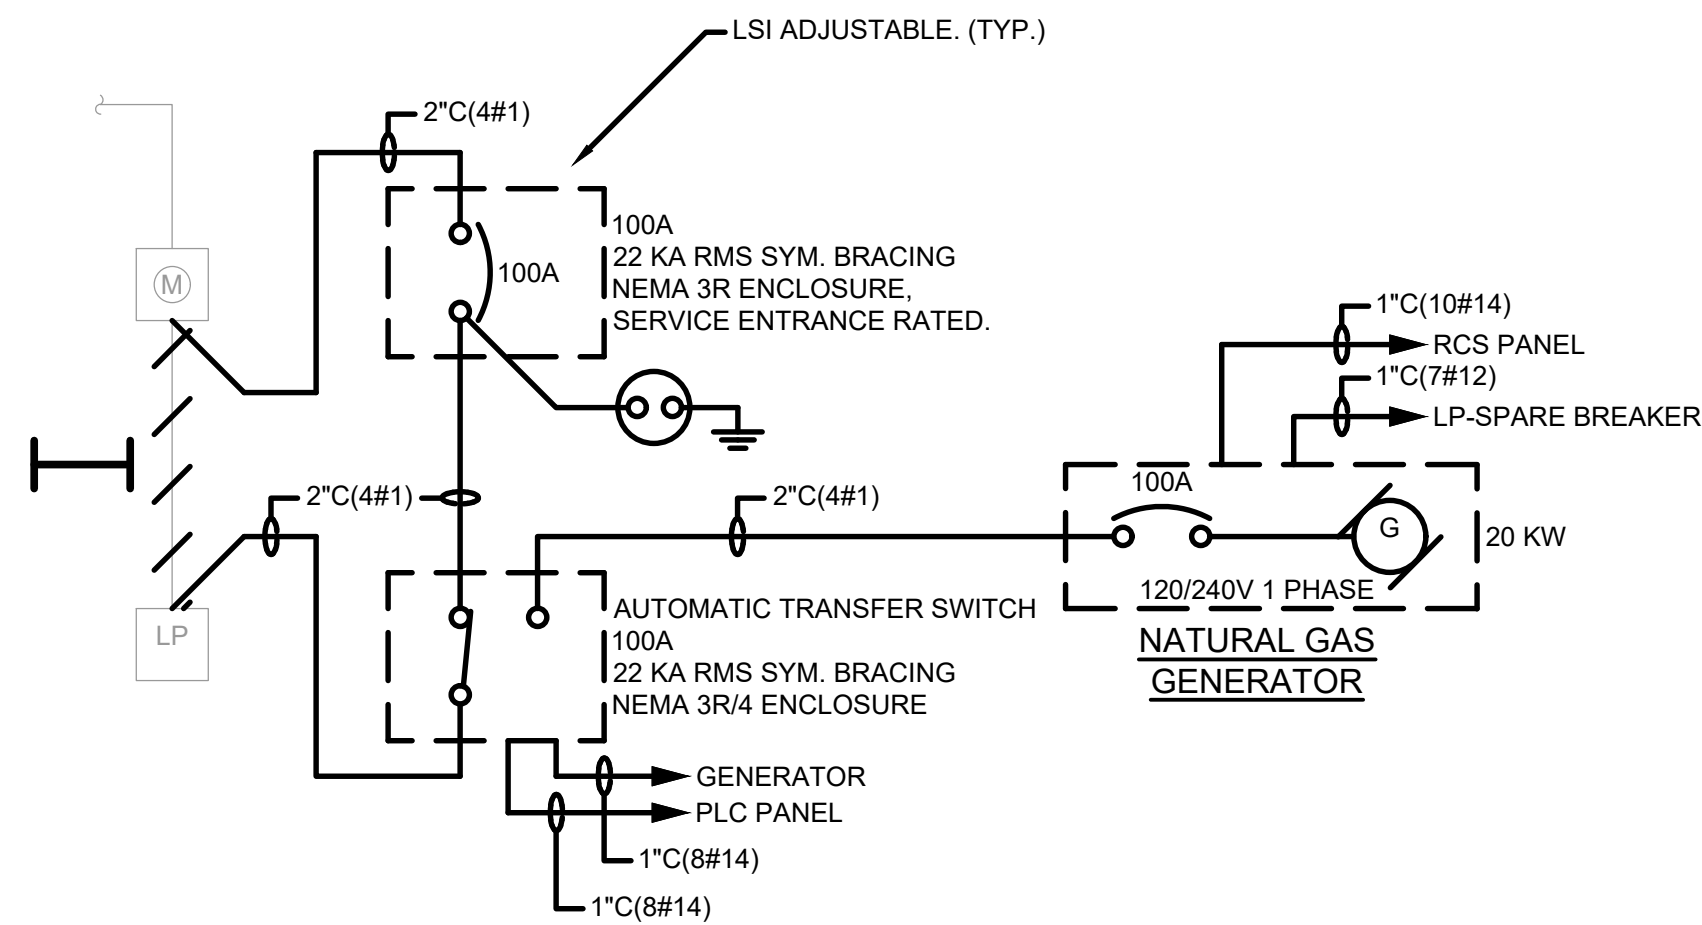 LSI ADJUSTABLE. (TYP.)
2"C(4#1)
M
100A
100A
22 KA RMS SYM. BRACING
NEMA 3R ENCLOSURE,
SERVICE ENTRANCE RATED.
1"C(10#14)
RCS PANEL
1"C(7#12)
LP-SPARE BREAKER
2"C(4#1)
2"C(4#1)
100A
G
20 KW
120/240V 1 PHASE
NATURAL GAS
GENERATOR
LP
AUTOMATIC TRANSFER SWITCH
100A
22 KA RMS SYM. BRACING
NEMA 3R/4 ENCLOSURE
GENERATOR
PLC PANEL
1"C(8#14)
1"C(8#14)